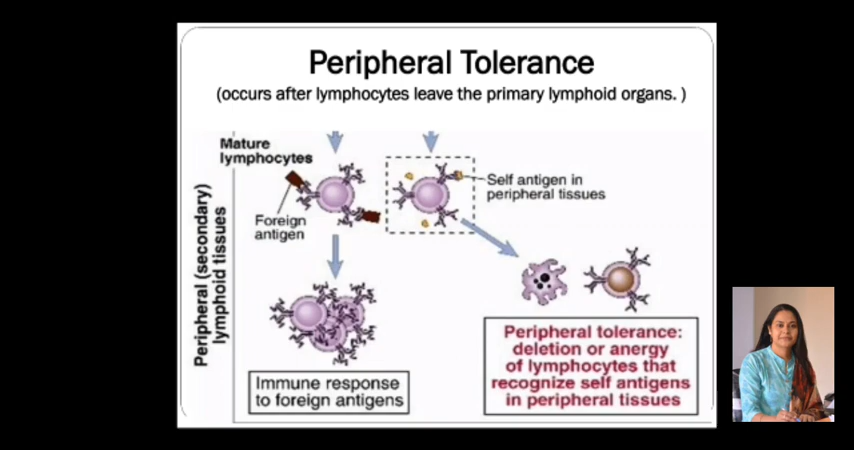 Peripheral Tolerance
(occurs after lymphocytes leave the primary lymphoid organs. )
Mature
lymphocytes
Self antigen in
peripheral tissues
Foreign
antigen
Peripheral (secondary)
lymphoid tissues
Immune response
to foreign antigens
Peripheral tolerance:
deletion or anergy
of lymphocytes that
recognize self antigens
in peripheral tissues